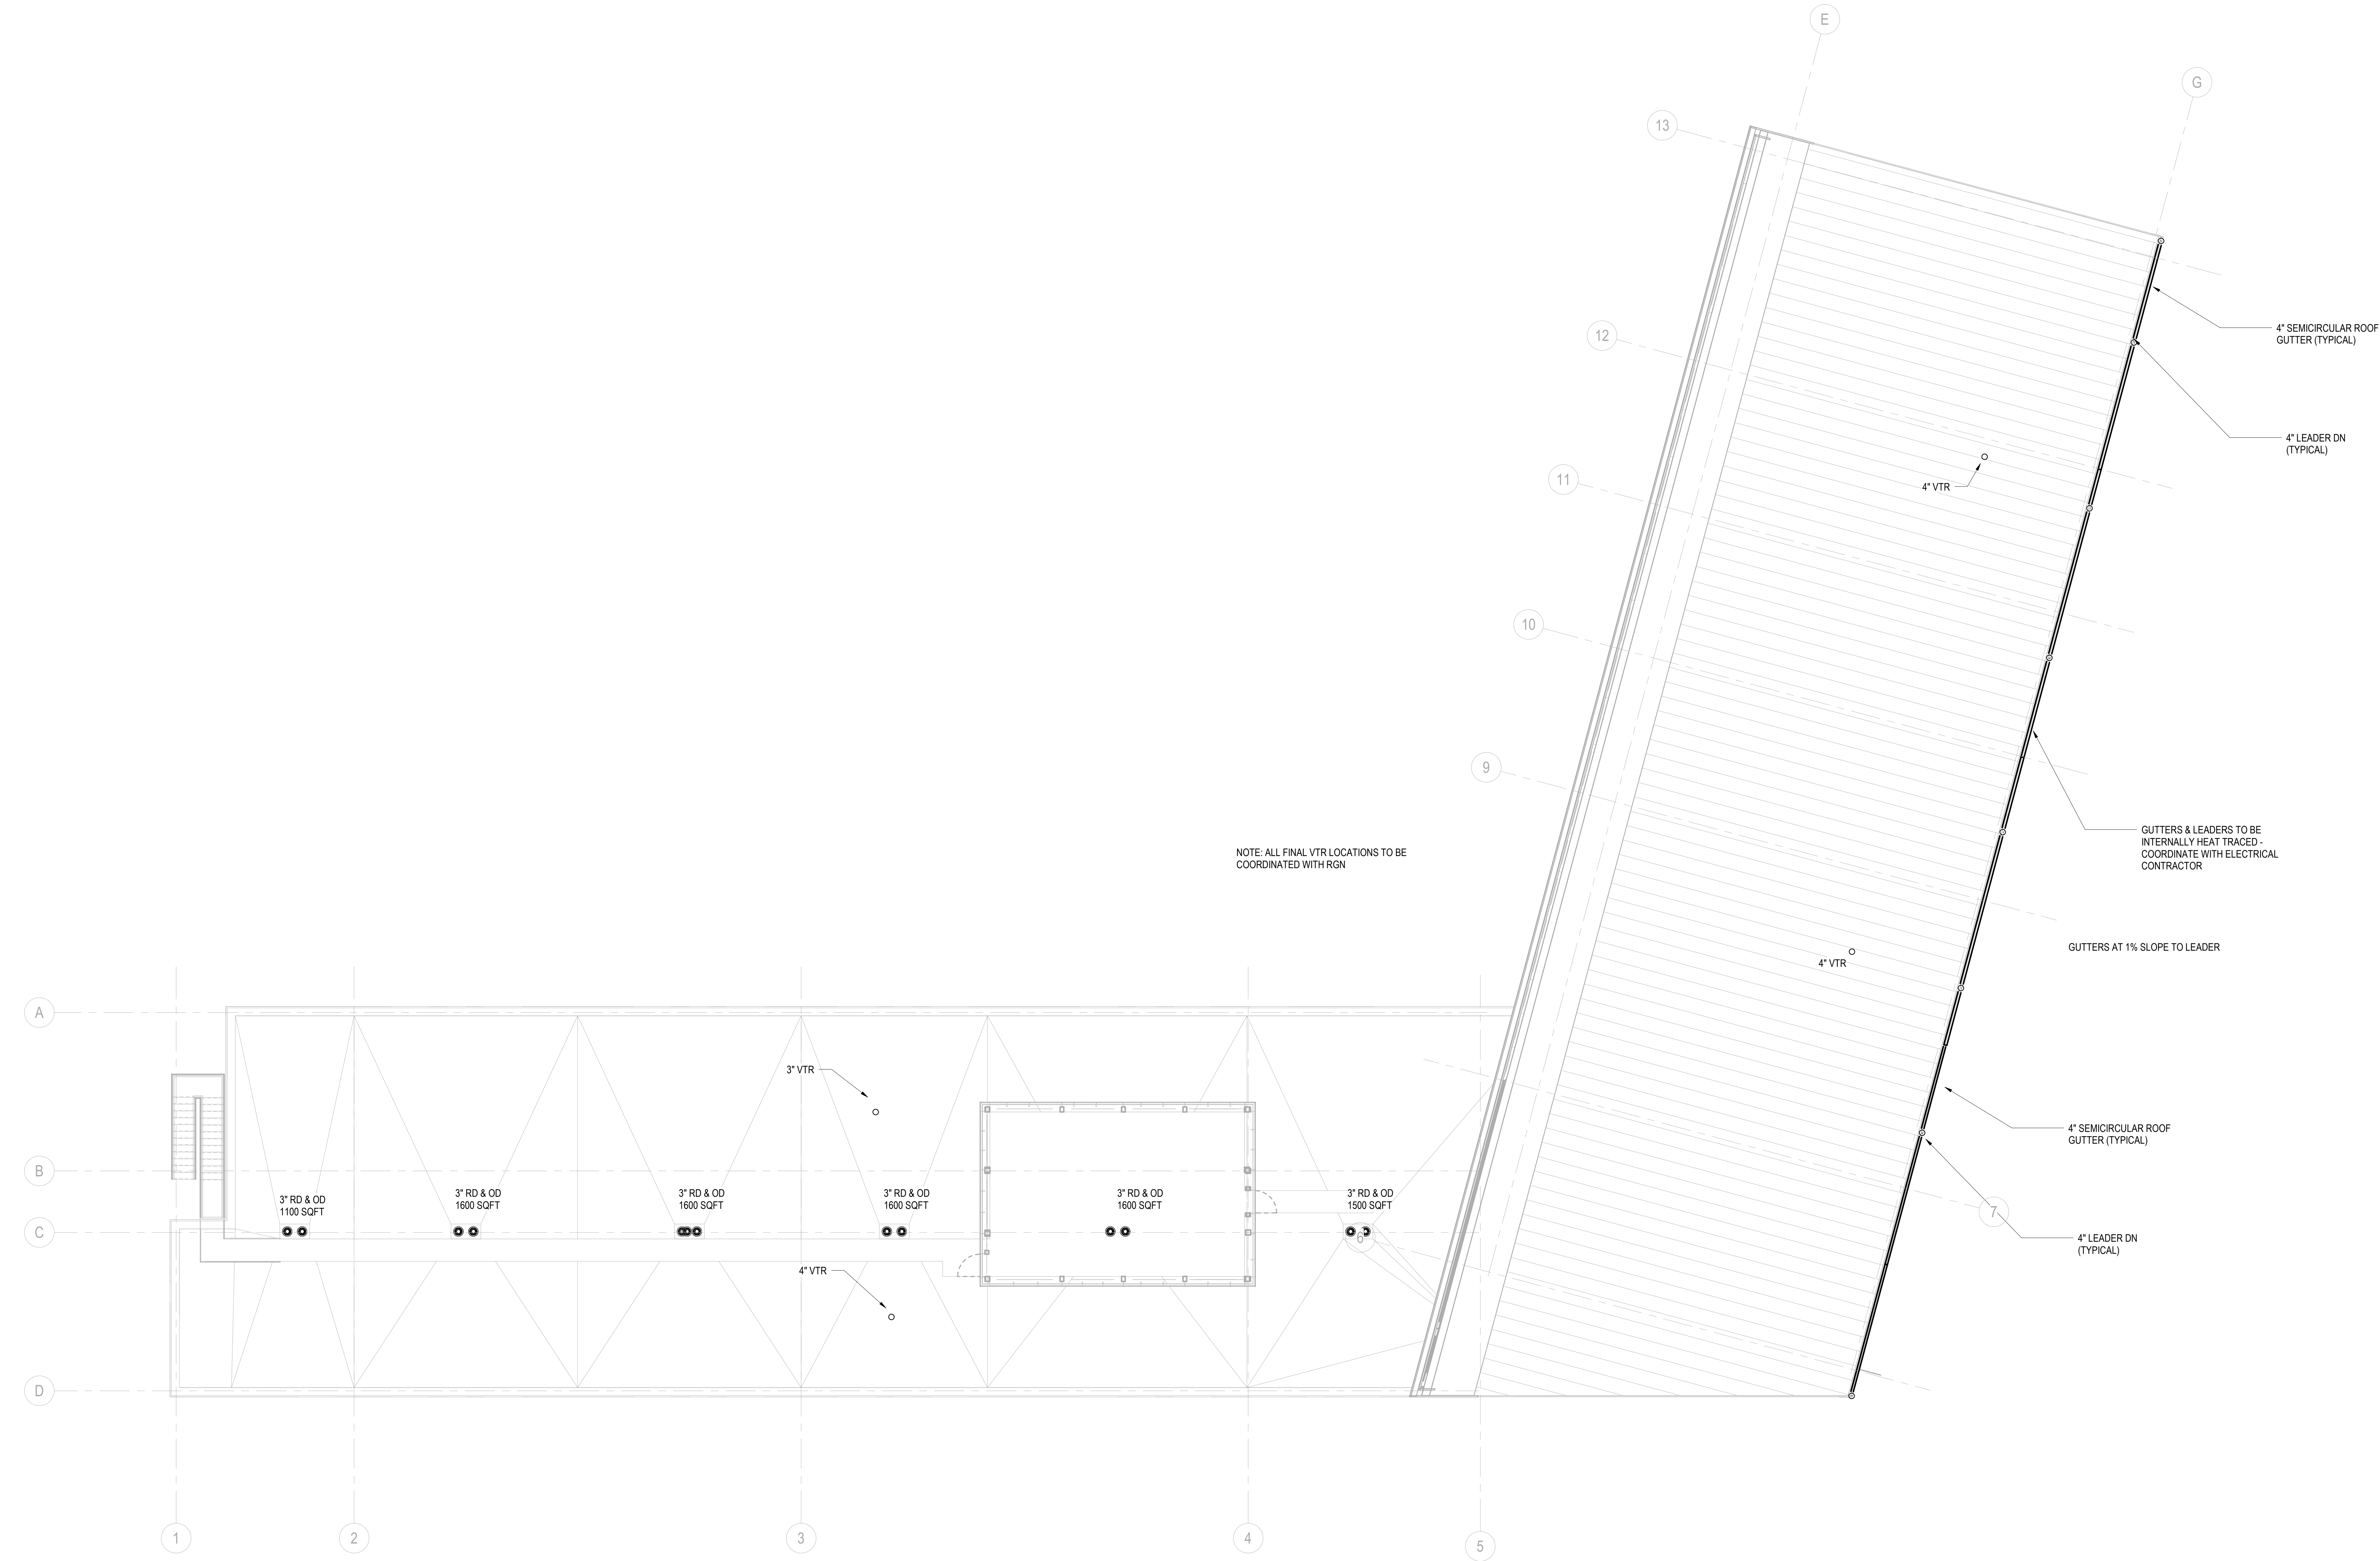 E
G
13
4" SEMICIRCULAR ROOF
GUTTER (TYPICAL)
12
4" LEADER DN
(TYPICAL)
11
4" VTR
10
9
GUTTERS & LEADERS TO BE
INTERNALLY HEAT TRACED -
COORDINATE WITH ELECTRICAL
CONTRACTOR
NOTE: ALL FINAL VTR LOCATIONS TO BE
COORDINATED WITH RGN
GUTTERS AT 1% SLOPE TO LEADER
4" VTR
A
3" VTR
4" SEMICIRCULAR ROOF
GUTTER (TYPICAL)
B
3" RD & OD
1100 SQFT
3" RD & OD
1600 SQFT
3" RD & OD
1600 SQFT
3" RD & OD
1600 SQFT
3" RD & OD
1600 SQFT
3" RD & OD
1500 SQFT
7
C
6
4" LEADER DN
(TYPICAL)
4" VTR
D
1
2
3
4
5